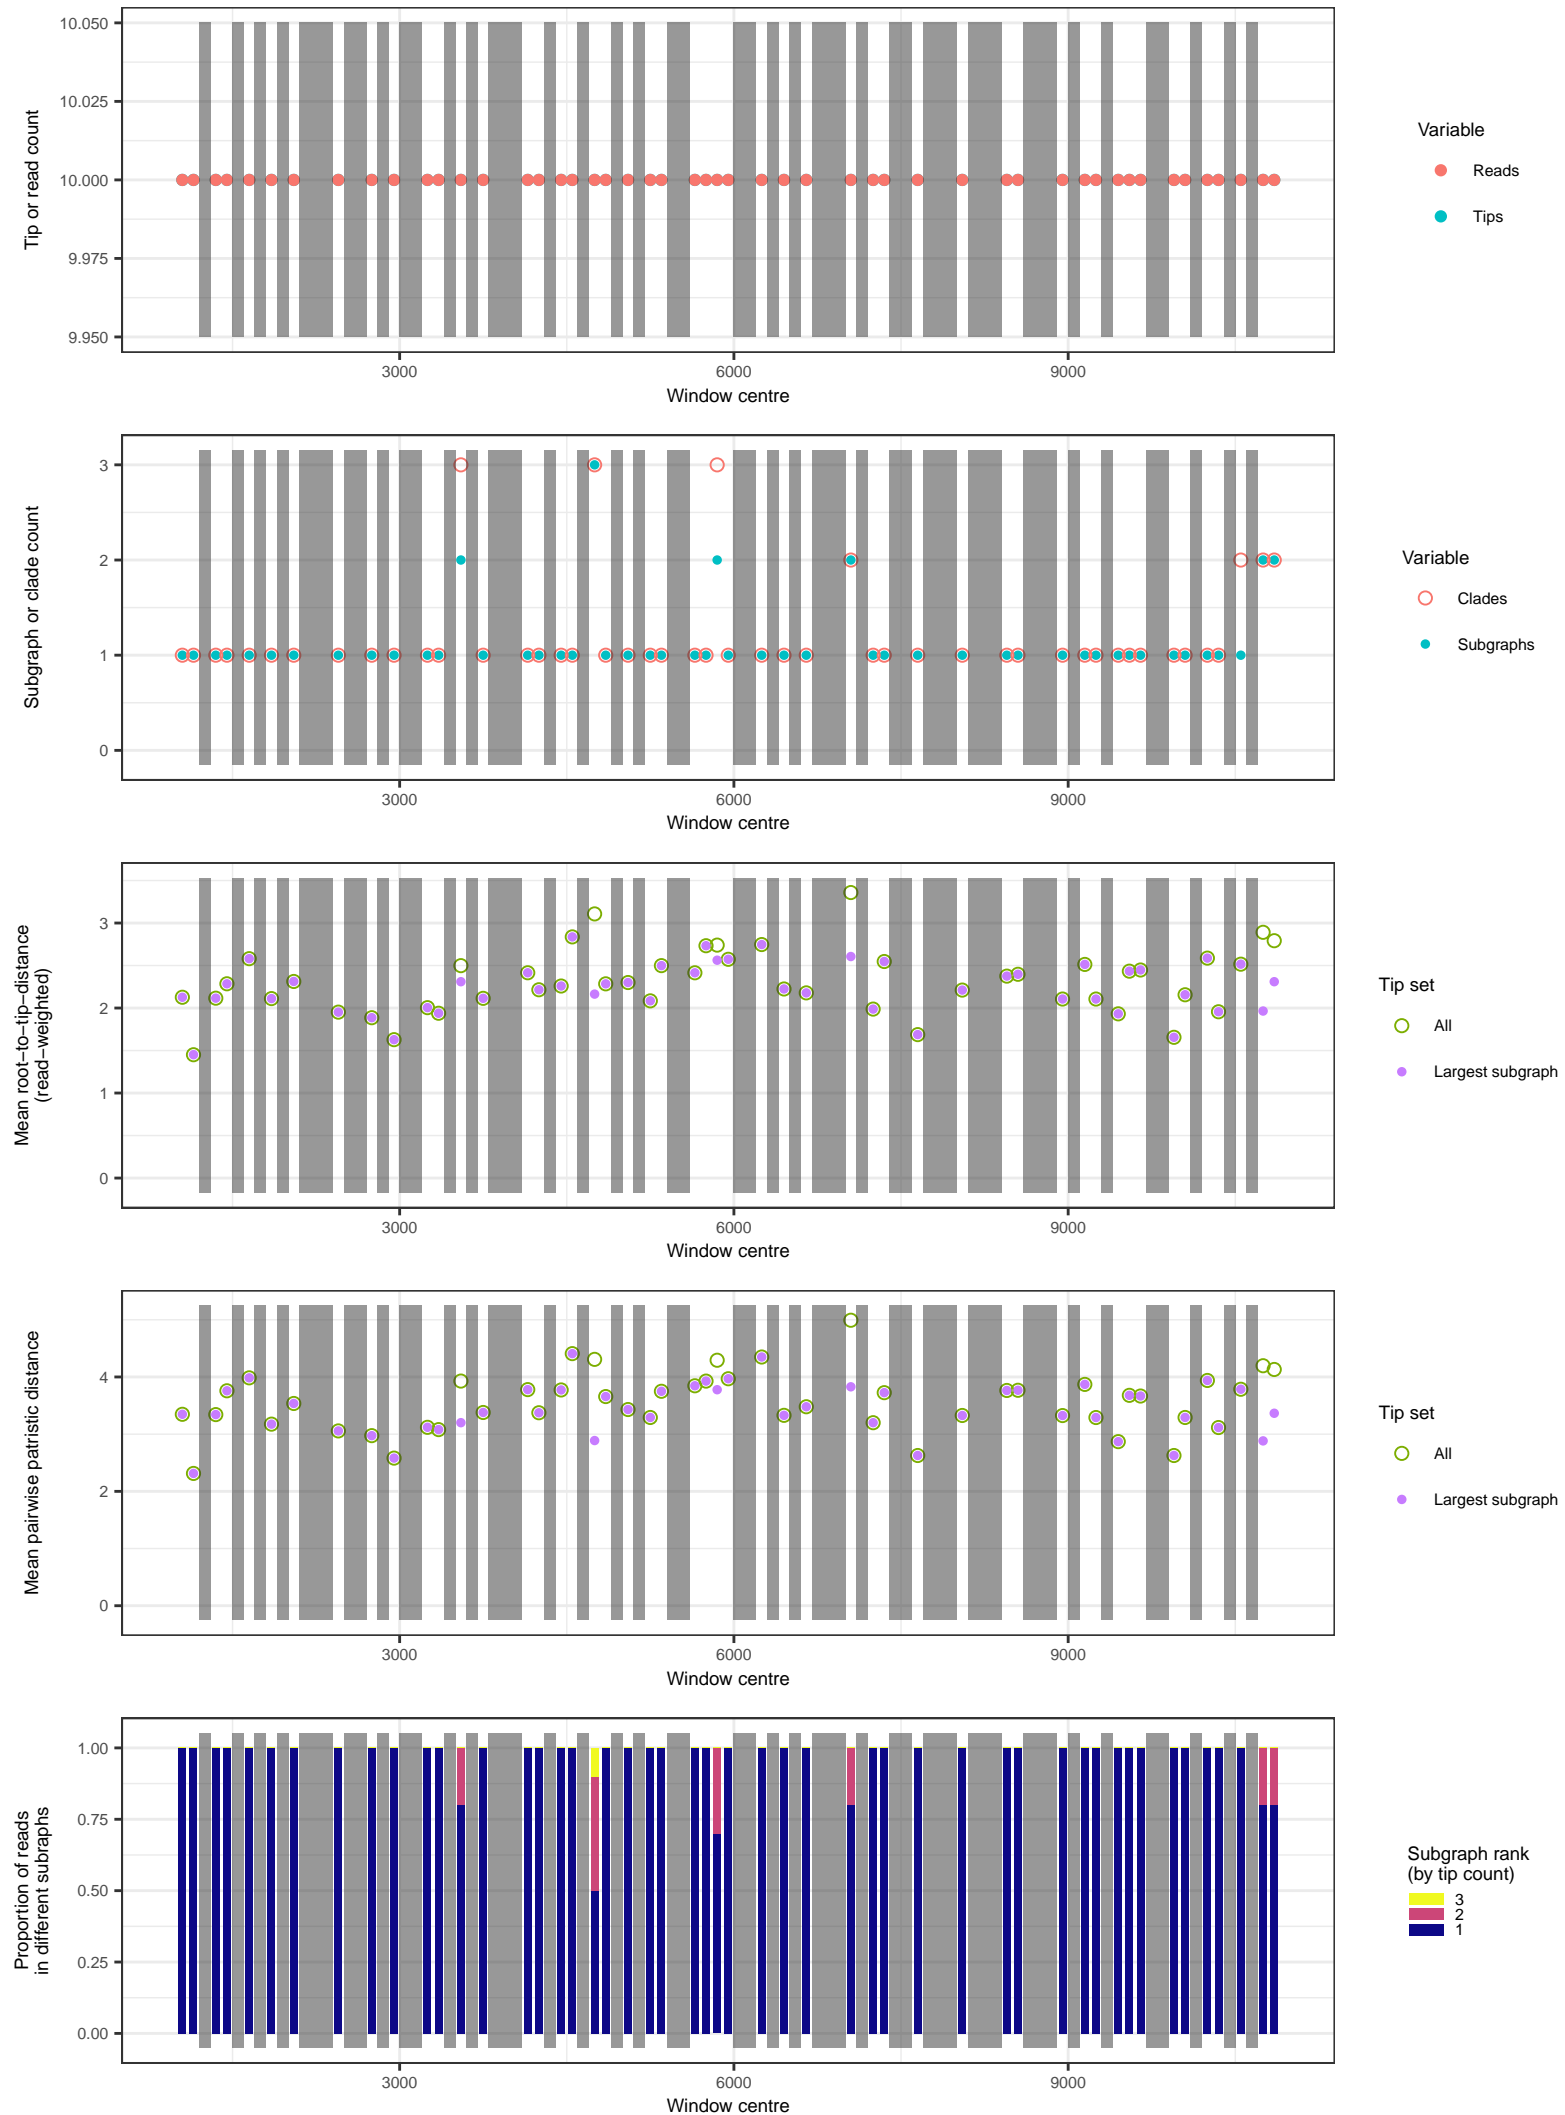 10.050
10.025
10.000
9.975
9.950
Tip or read count
3000 6000 9000
Window centre
Variable
Reads
Tips
3
2
1
0
Subgraph or clade count
3000 6000 9000
Window centre
Variable
Clades
Subgraphs
3
2
1
0
Mean root−to−tip−distance
(read−weighted)
3000 6000 9000
Window centre
Tip set
All
Largest subgraph
4
2
0
Mean pairwise patristic distance
3000 6000 9000
Window centre
Tip set
All
Largest subgraph
1.00
0.75
0.50
0.25
0.00
Proportion of reads
in different subraphs
3000 6000 9000
Window centre
Subgraph rank
(by tip count)
3
2
1